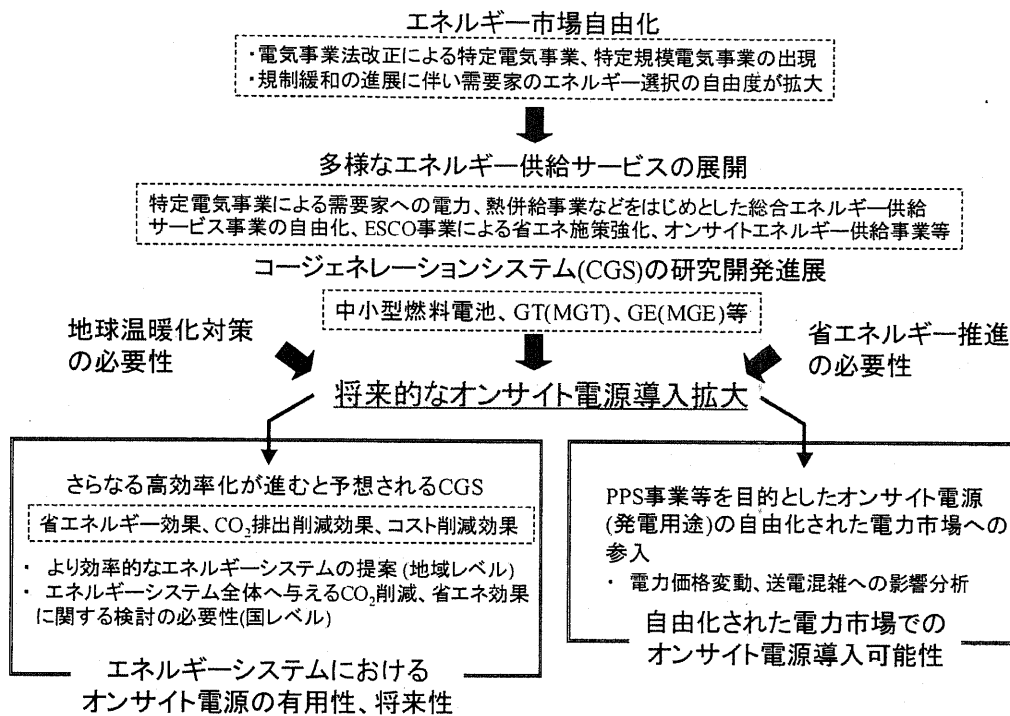 エネルギー市場自由化
・電気事業法改正による特定電気事業、特定規模電気事業の出現
・規制緩和の進展に伴い需要家のエネルギー選択の自由度が拡大
多様なエネルギー供給サービスの展開
特定電気事業による需要家への電力、熱併給事業などをはじめとした総合エネルギー供給
サービス事業の自由化、ESCO事業による省エネ施策強化、オンサイトエネルギー供給事業等
コージェネレーションシステム(CGS)の研究開発進展
中小型燃料電池、GT(MGT)、GE(MGE)等
地球温暖化対策
の必要性
省エネルギー推進
の必要性
将来的なオンサイト電源導入拡大
さらなる高効率化が進むと予想されるCGS
省エネルギー効果、CO₂排出削減効果、コスト削減効果
・ より効率的なエネルギーシステムの提案 (地域レベル)
・ エネルギーシステム全体へ与えるCO₂削減、省エネ効果
に関する検討の必要性(国レベル)
エネルギーシステムにおける
オンサイト電源の有用性、将来性
PPS事業等を目的としたオンサイト電源
(発電用途)の自由化された電力市場への
参入
・ 電力価格変動、送電混雑への影響分析
自由化された電力市場での
オンサイト電源導入可能性